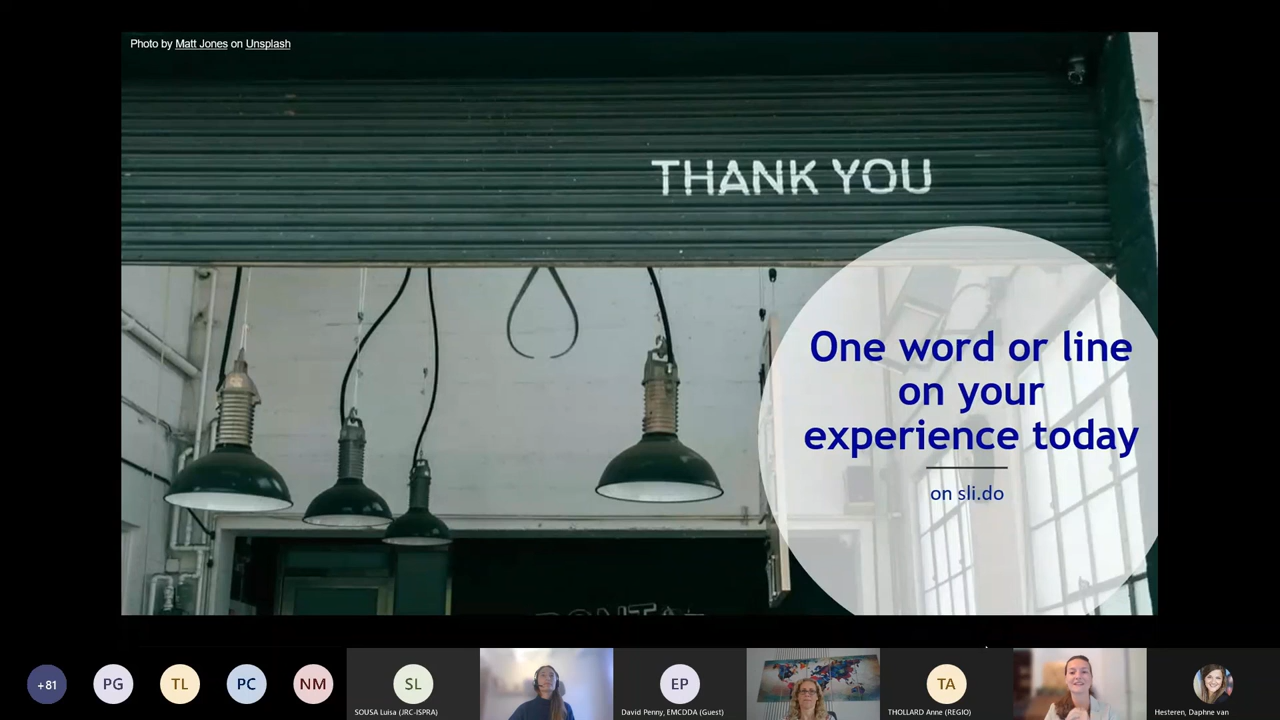 Photo by Matt Jones on Unsplash
THANK YOU
One word or line
on your
experience today
on sli.do
+81
PG
TL
PC
NM
SL
SOUSA Luisa (JRC-ISPRA)
EP
David Penny, EMCDDA (Guest)
TA
THOLLARD Anne (REGIO)
Hesteren, Daphne van